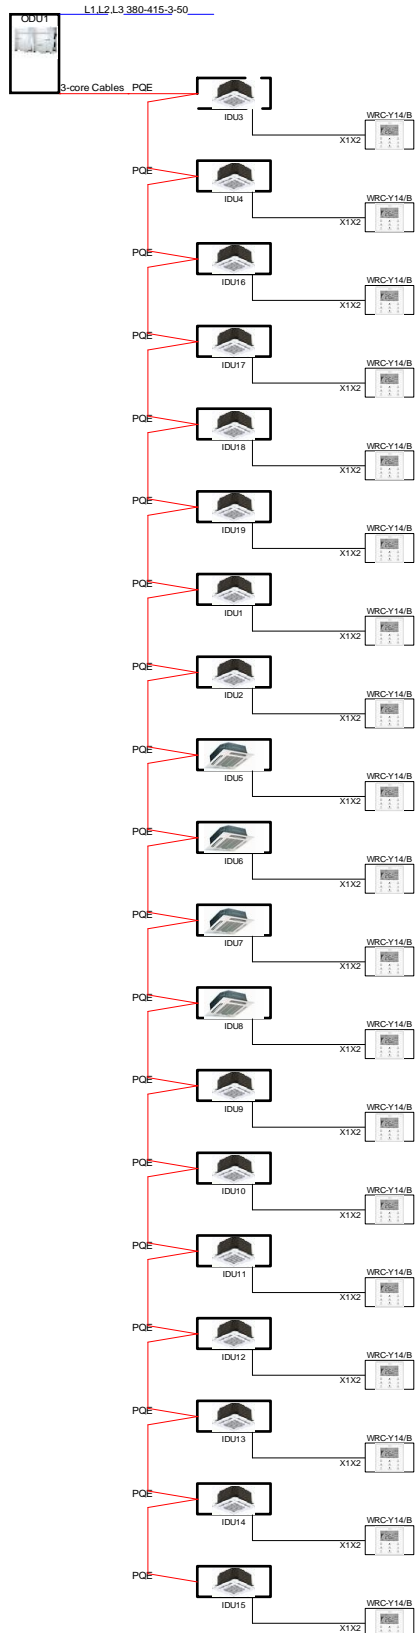 L1,L2,L3 380-415-3-50
ODU1
3-core Cables PQE
IDU3
WRC-Y14/B
X1X2
PQE
IDU4
WRC-Y14/B
X1X2
PQE
IDU16
WRC-Y14/B
X1X2
PQE
IDU17
WRC-Y14/B
X1X2
PQE
IDU18
WRC-Y14/B
X1X2
PQE
IDU19
WRC-Y14/B
X1X2
PQE
IDU1
WRC-Y14/B
X1X2
PQE
IDU2
WRC-Y14/B
X1X2
PQE
IDU5
WRC-Y14/B
X1X2
PQE
IDU6
WRC-Y14/B
X1X2
PQE
IDU7
WRC-Y14/B
X1X2
PQE
IDU8
WRC-Y14/B
X1X2
PQE
IDU9
WRC-Y14/B
X1X2
PQE
IDU10
WRC-Y14/B
X1X2
PQE
IDU11
WRC-Y14/B
X1X2
PQE
IDU12
WRC-Y14/B
X1X2
PQE
IDU13
WRC-Y14/B
X1X2
PQE
IDU14
WRC-Y14/B
X1X2
PQE
IDU15
WRC-Y14/B
X1X2